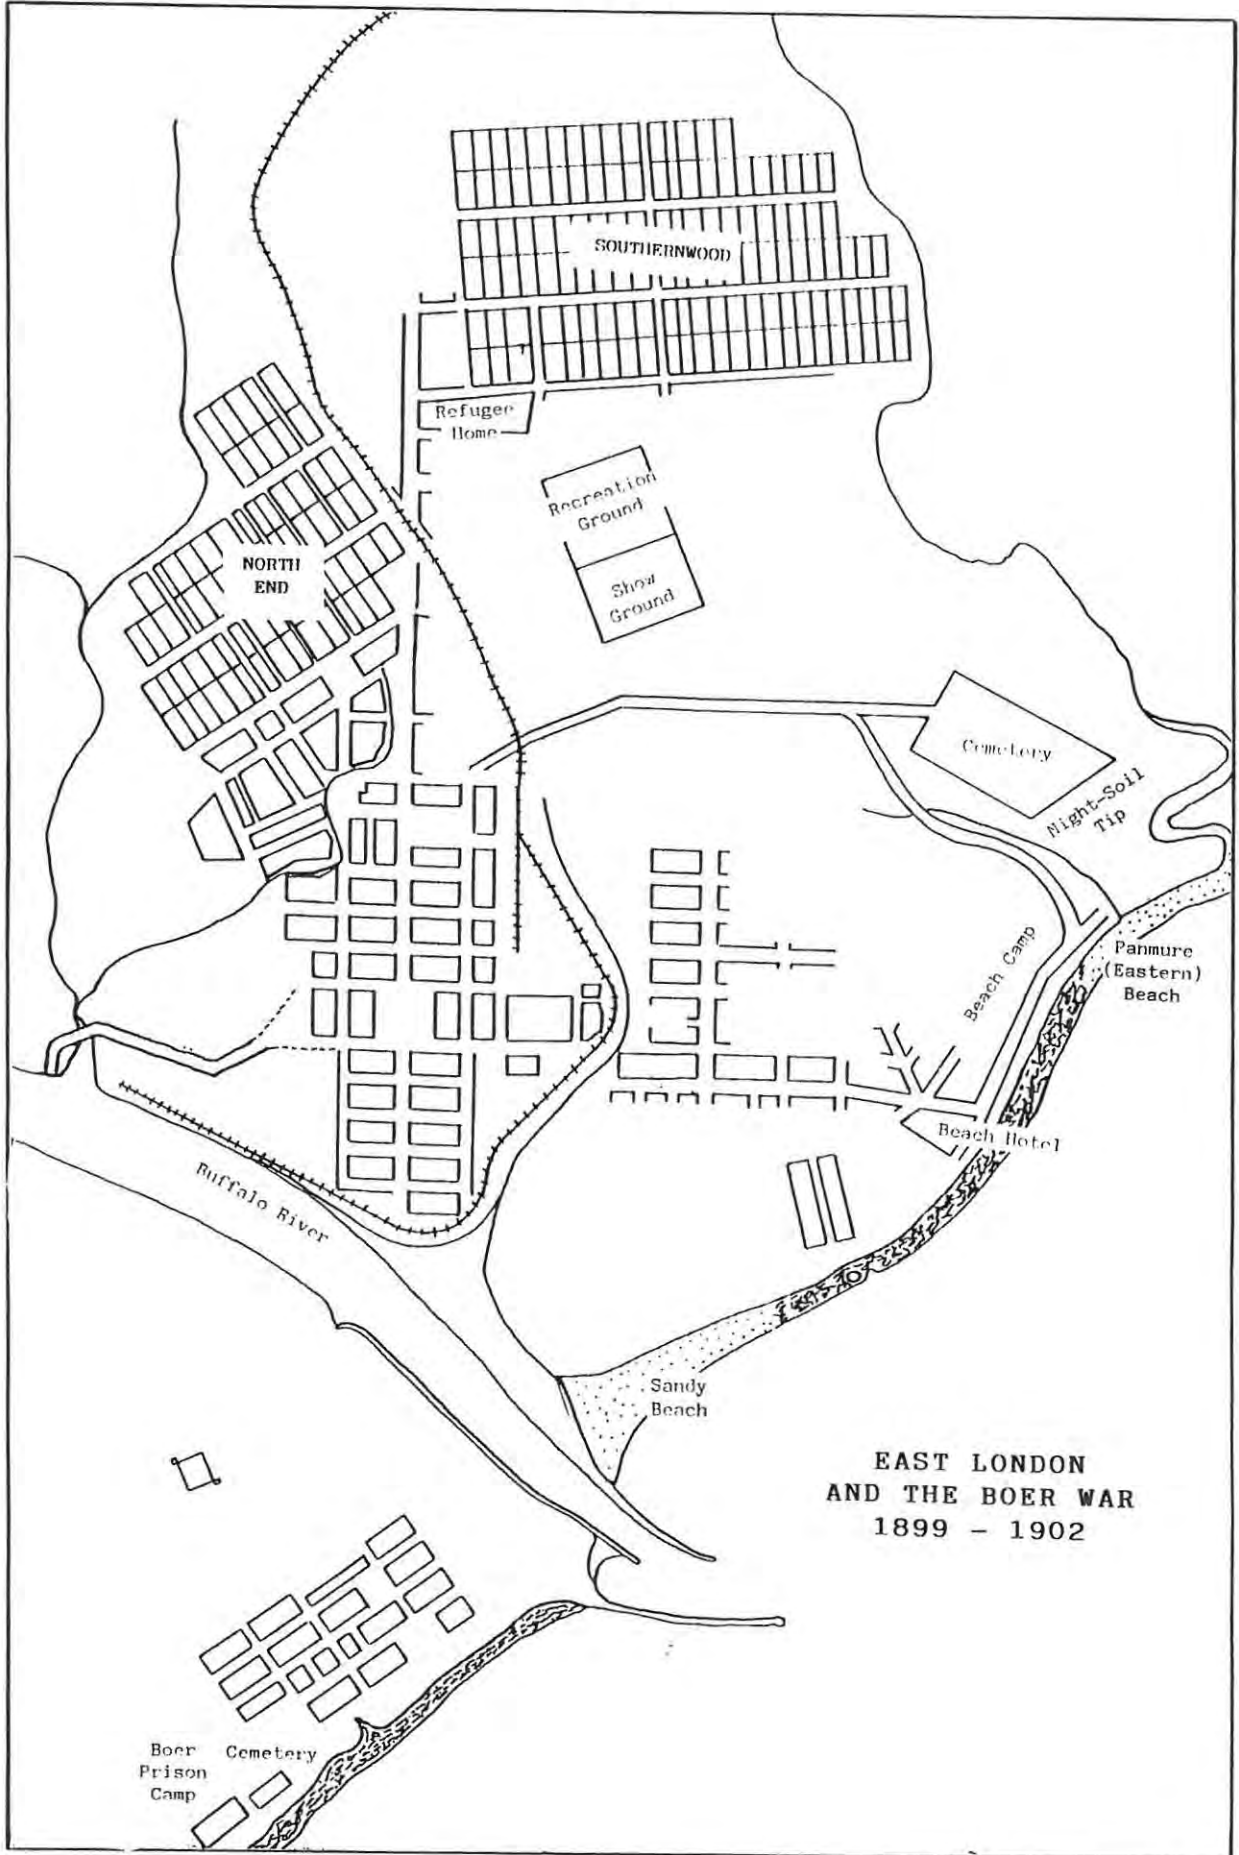 SOUTHERNWOOD
Refugee
Home
Recreation
Ground
NORTH
END
Show
Ground
Cemetery
Night-Soil
Tip
Beach Camp
Panmure
(Eastern)
Beach
Beach Hotel
Buffalo River
Sandy
Beach
EAST LONDON
AND THE BOER WAR
1899 - 1902
Boer
Prison
Camp
Cemetery